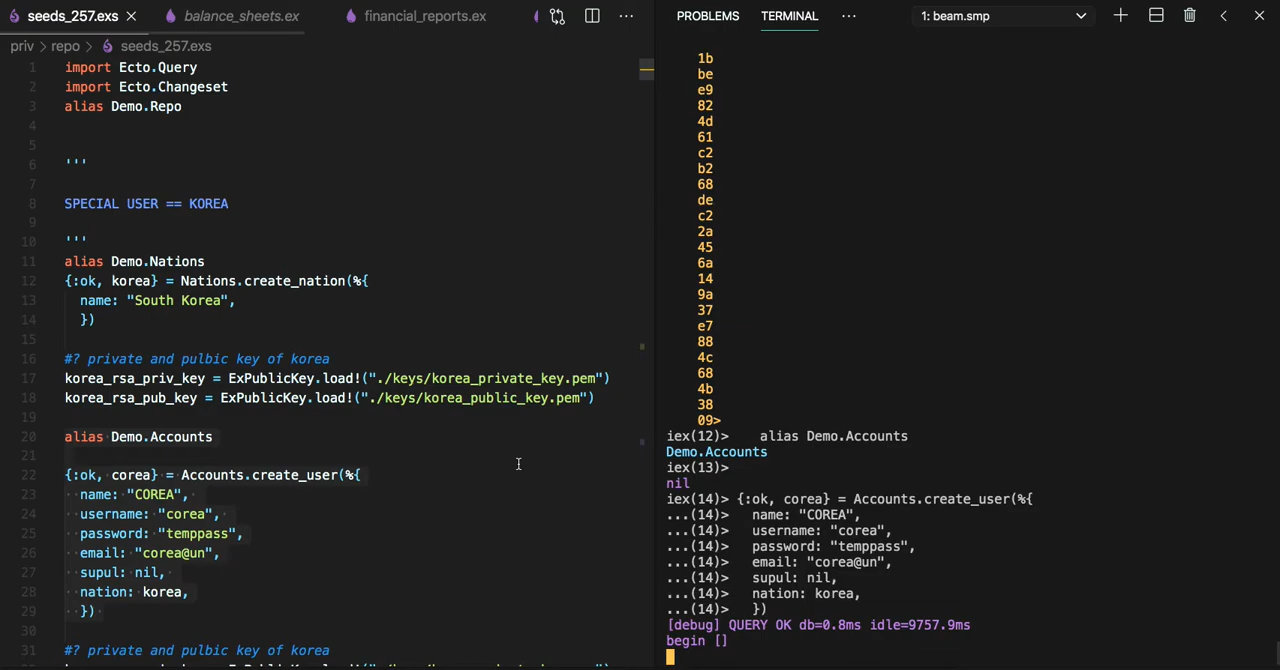 seeds_257.exs
balance_sheets.ex
financial_reports.ex
priv > repo > seeds_257.exs
1 import Ecto.Query
2 import Ecto.Changeset
3 alias Demo.Repo
4
5
6 '''
7
8 SPECIAL USER == KOREA
9
10 '''
11 alias Demo.Nations
12 {:ok, korea} = Nations.create_nation(%{
13 name: "South Korea",
14 })
15
16 #? private and pulbic key of korea
17 korea_rsa_priv_key = ExPublicKey.load!("./keys/korea_private_key.pem")
18 korea_rsa_pub_key = ExPublicKey.load!("./keys/korea_public_key.pem")
19
20 alias Demo.Accounts
21
22 {:ok, corea} = Accounts.create_user(%{
23 name: "COREA",
24 username: "corea",
25 password: "temppass",
26 email: "corea@un",
27 supul: nil,
28 nation: korea,
29 })
30
31 #? private and pulbic key of korea
PROBLEMS TERMINAL ··· 1: beam.smp
1b
be
e9
82
4d
61
c2
b2
68
de
c2
2a
45
6a
14
9a
37
e7
88
4c
68
4b
38
09>
iex(12)> alias Demo.Accounts
Demo.Accounts
iex(13)>
nil
iex(14)> {:ok, corea} = Accounts.create_user(%{
...(14)> name: "COREA",
...(14)> username: "corea",
...(14)> password: "temppass",
...(14)> email: "corea@un",
...(14)> supul: nil,
...(14)> nation: korea,
...(14)> })
[debug] QUERY OK db=0.8ms idle=9757.9ms
begin []